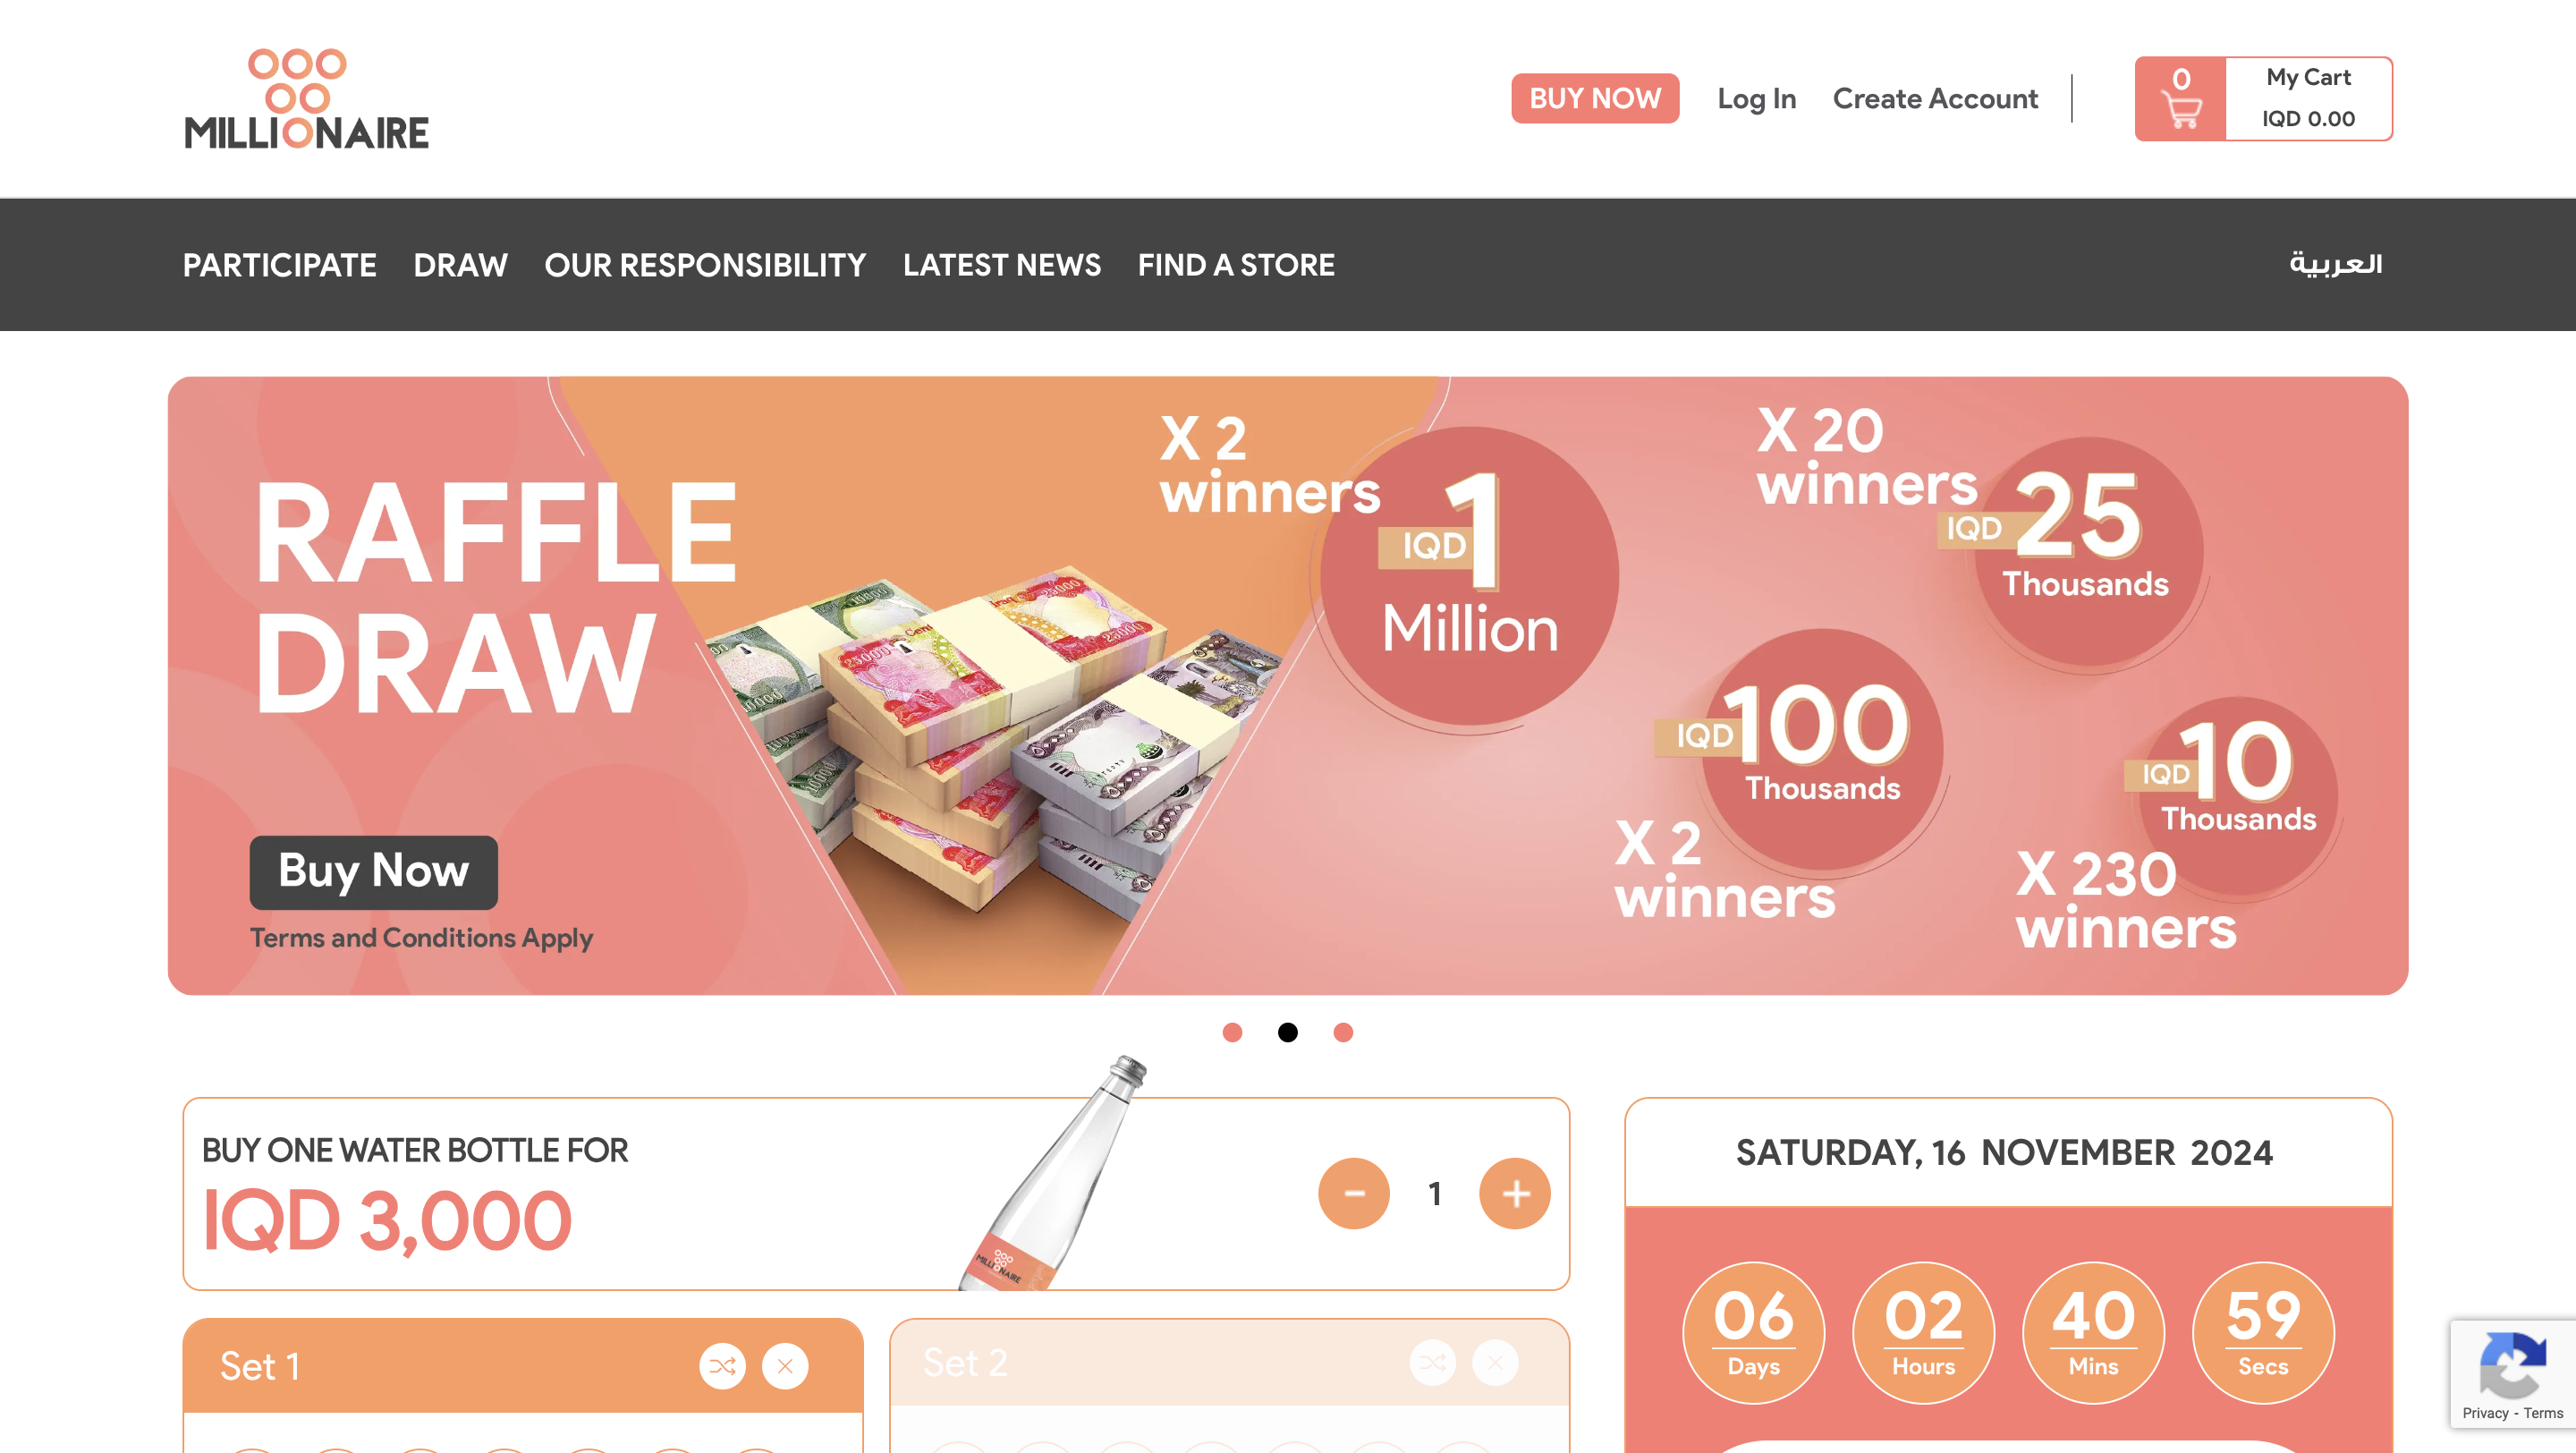 MILLIONAIRE
BUY NOW
Log In
Create Account
0
My Cart
IQD 0.00
PARTICIPATE
DRAW
OUR RESPONSIBILITY
LATEST NEWS
FIND A STORE
العربية
RAFFLE
DRAW
Buy Now
Terms and Conditions Apply
X 2
winners
IQD 1
Million
X 20
winners
IQD 25
Thousands
IQD 100
Thousands
X 2
winners
IQD 10
Thousands
X 230
winners
BUY ONE WATER BOTTLE FOR
IQD 3,000
MILLIONAIRE
- 1 +
SATURDAY, 16 NOVEMBER 2024
06
Days
02
Hours
40
Mins
59
Secs
Set 1
Set 2
Privacy - Terms